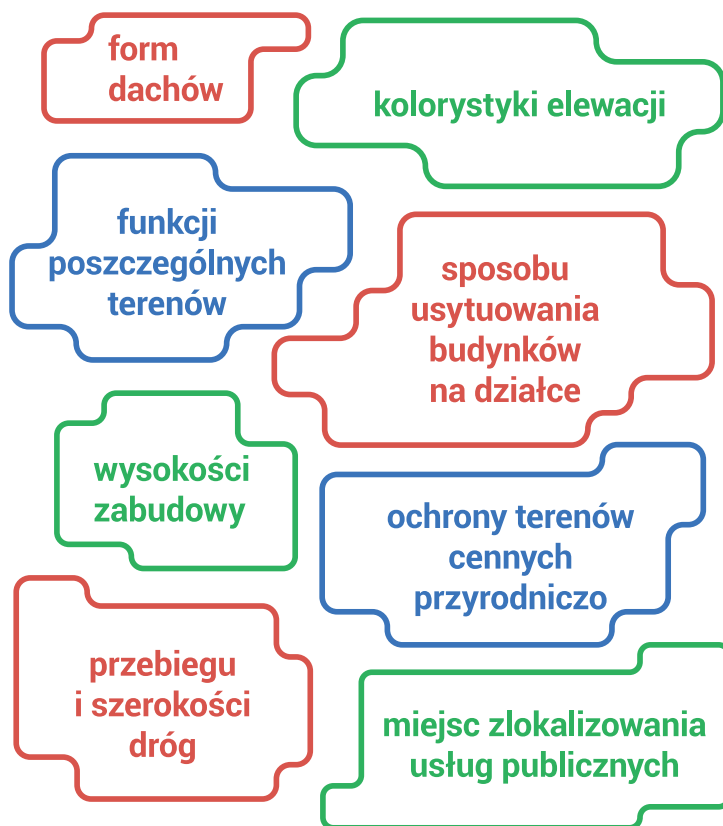 form
dachów
kolorystyki elewacji
funkcji
poszczególnych
terenów
sposobu
usytuowania
budynków
na działce
wysokości
zabudowy
ochrony terenów
cennych
przyrodniczo
przebiegu
i szerokości
dróg
miejsc zlokalizowania
usług publicznych